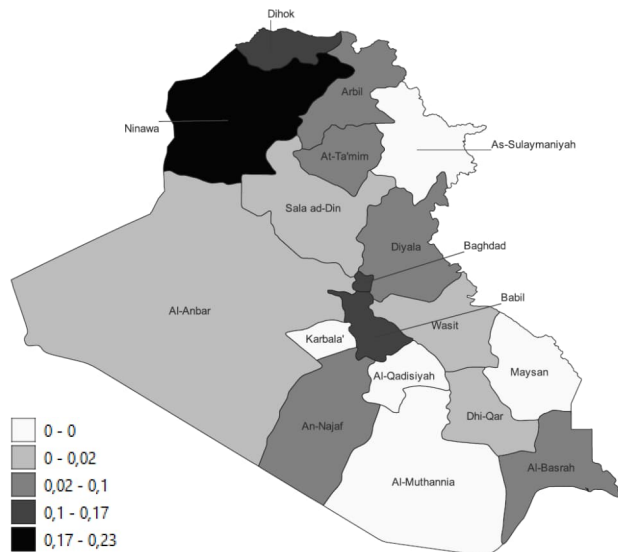 Dihok
Arbil
Ninawa
As-Sulaymaniyah
At-Ta'mim
Sala ad-Din
Diyala
Baghdad
Babil
Al-Anbar
Wasit
Karbala'
Maysan
Al-Qadisiyah
An-Najaf
Dhi-Qar
Al-Basrah
Al-Muthannia
0 - 0
0 - 0,02
0,02 - 0,1
0,1 - 0,17
0,17 - 0,23